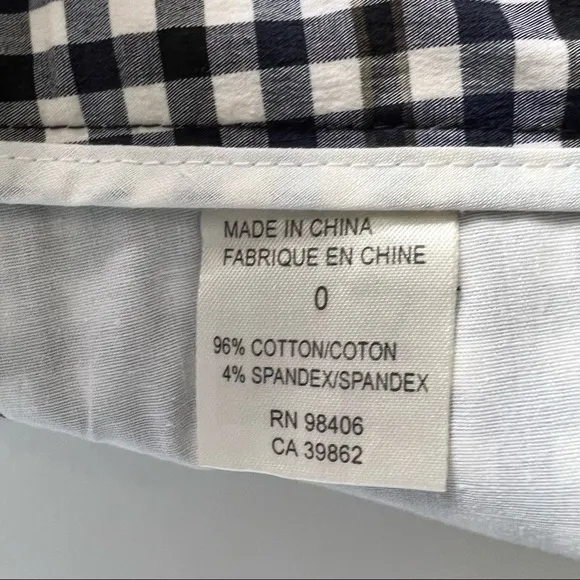 MADE IN CHINA
FABRIQUE EN CHINE
0
96% COTTON/COTON
4% SPANDEX/SPANDEX
RN 98406
CA 39862